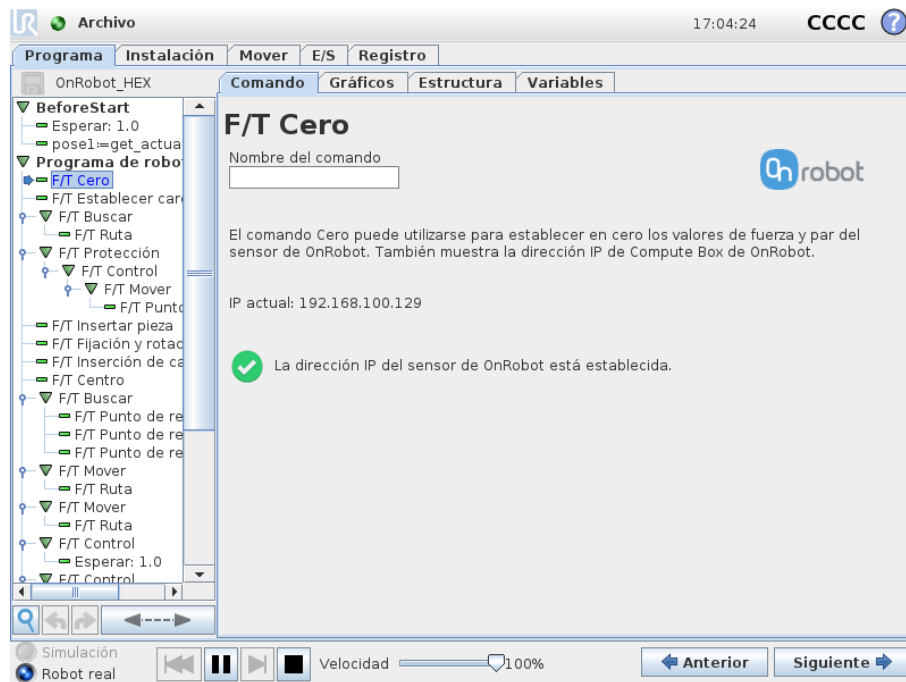 Archivo
17:04:24
CCCC
?
Programa Instalación Mover E/S Registro
OnRobot_HEX
Comando Gráficos Estructura Variables
BeforeStart
Esperar: 1.0
pose1:=get_actua
Programa de robo
F/T Cero
F/T Establecer car
F/T Buscar
F/T Ruta
F/T Protección
F/T Control
F/T Mover
F/T Punto
F/T Insertar pieza
F/T Fijación y rotac
F/T Inserción de ca
F/T Centro
F/T Buscar
F/T Punto de re
F/T Punto de re
F/T Punto de re
F/T Mover
F/T Ruta
F/T Mover
F/T Ruta
F/T Control
Esperar: 1.0
F/T Control
F/T Cero
Nombre del comando
On robot
El comando Cero puede utilizarse para establecer en cero los valores de fuerza y par del
sensor de OnRobot. También muestra la dirección IP de Compute Box de OnRobot.
IP actual: 192.168.100.129
La dirección IP del sensor de OnRobot está establecida.
Simulación
Robot real
Velocidad 100%
Anterior Siguiente